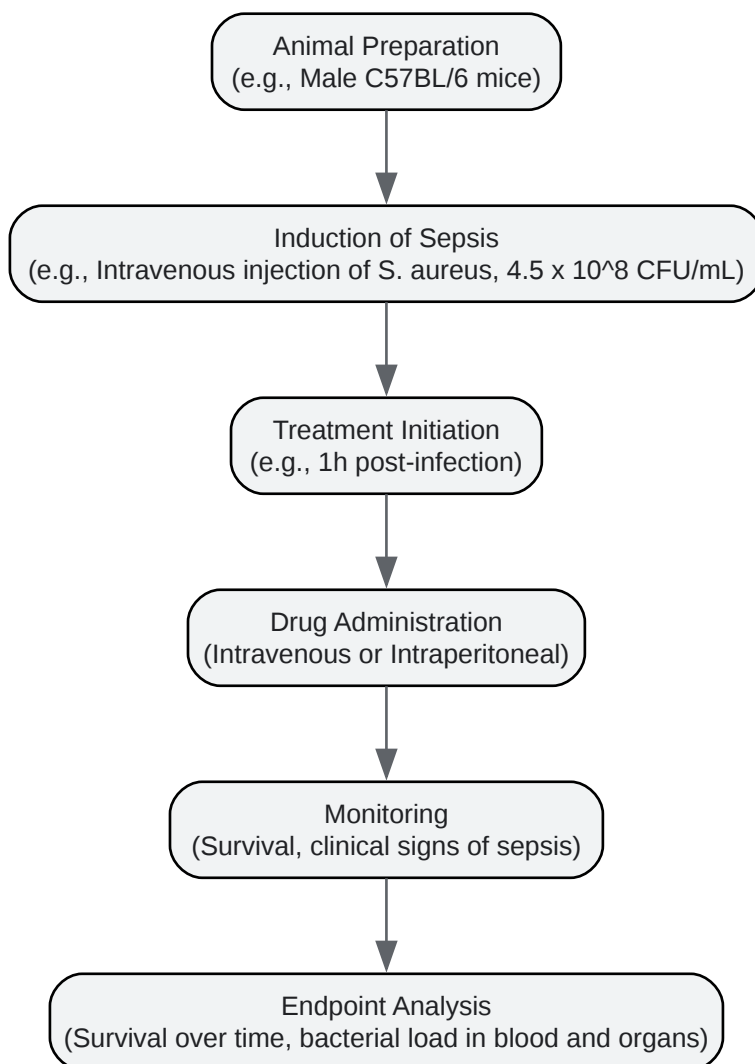 Animal Preparation
(e.g., Male C57BL/6 mice)
Induction of Sepsis
(e.g., Intravenous injection of S. aureus, 4.5 x 10^8 CFU/mL)
Treatment Initiation
(e.g., 1h post-infection)
Drug Administration
(Intravenous or Intraperitoneal)
Monitoring
(Survival, clinical signs of sepsis)
Endpoint Analysis
(Survival over time, bacterial load in blood and organs)